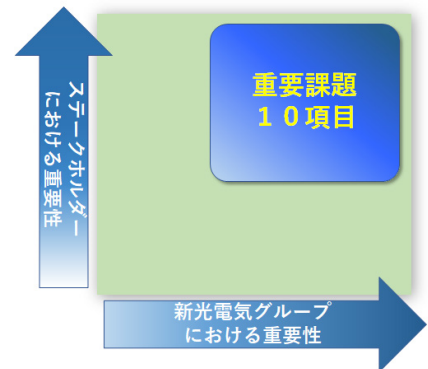 重要課題
１０項目
ステークホルダー
における重要性
新光電気グループ
における重要性